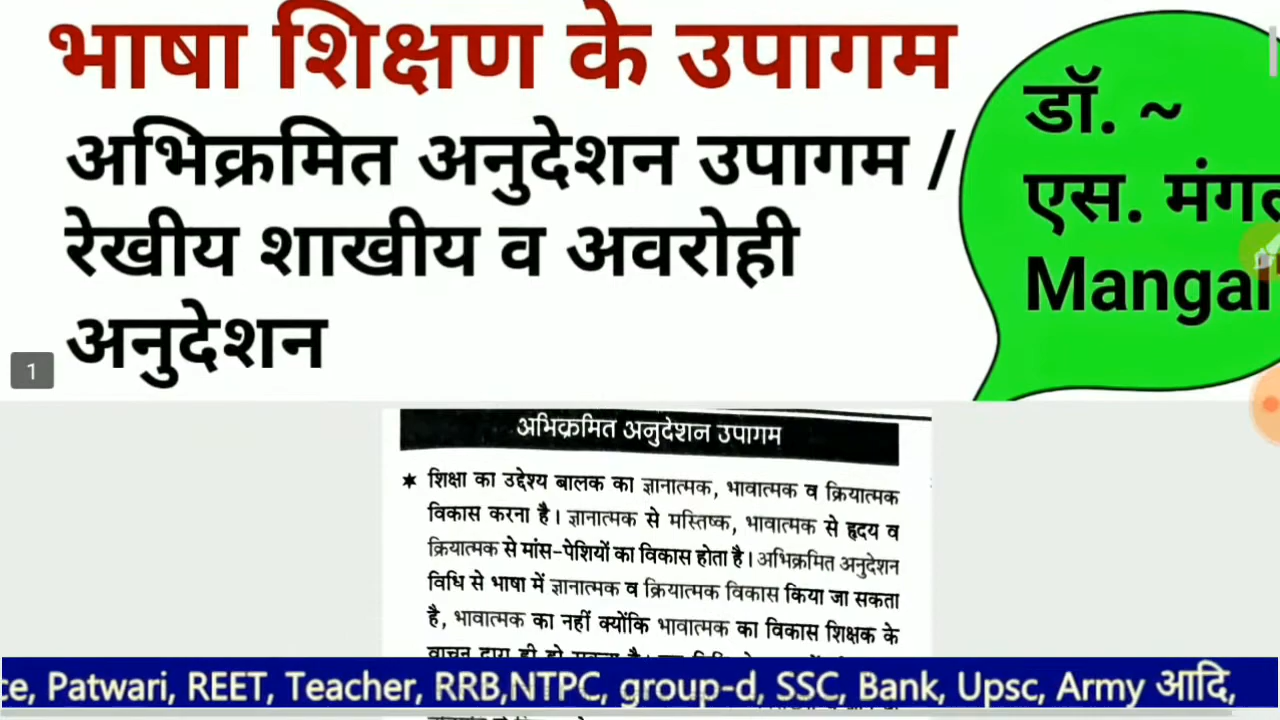 भाषा शिक्षण के उपागम
अभिक्रमित अनुदेशन उपागम /
रेखीय शाखीय व अवरोही
अनुदेशन
डॉ. ~
एस.
Mangal
1
अभिक्रमित अनुदेशन उपागम
* शिक्षा का उद्देश्य बालक का ज्ञानात्मक, भावात्मक व क्रियात्मक
विकास करना है। ज्ञानात्मक से मस्तिष्क, भावात्मक से हृदय व
क्रियात्मक से मांस-पेशियों का विकास होता है। अभिक्रमित अनुदेशन
विधि से भाषा में ज्ञानात्मक व क्रियात्मक विकास किया जा सकता
है, भावात्मक का नहीं क्योंकि भावात्मक का विकास शिक्षक के
ce, Patwari, REET, Teacher, RRB,NTPC, group-d, SSC, Bank, Upsc, Army आदि,